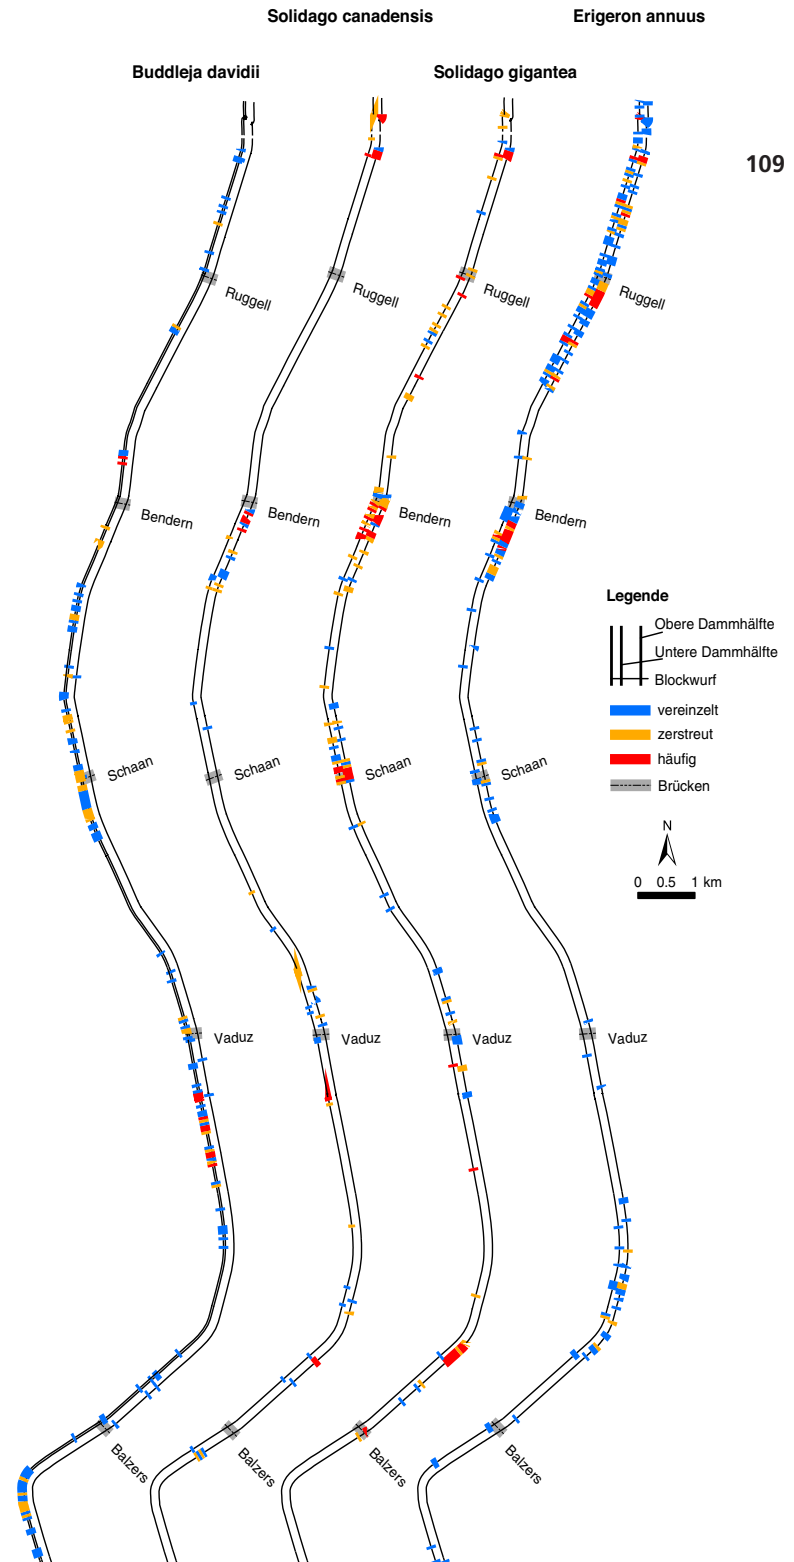 Solidago canadensis
Erigeron annuus
Buddleja davidii
Solidago gigantea
109
Ruggell
Ruggell
Ruggell
Ruggell
Bendern
Bendern
Bendern
Bendern
Legende
Obere Dammhälfte
Untere Dammhälfte
Blockwurf
vereinzelt
zerstreut
häufig
Brücken
Schaan
Schaan
Schaan
Schaan
N
0 0.5 1 km
Vaduz
Vaduz
Vaduz
Vaduz
Balzers
Balzers
Balzers
Balzers